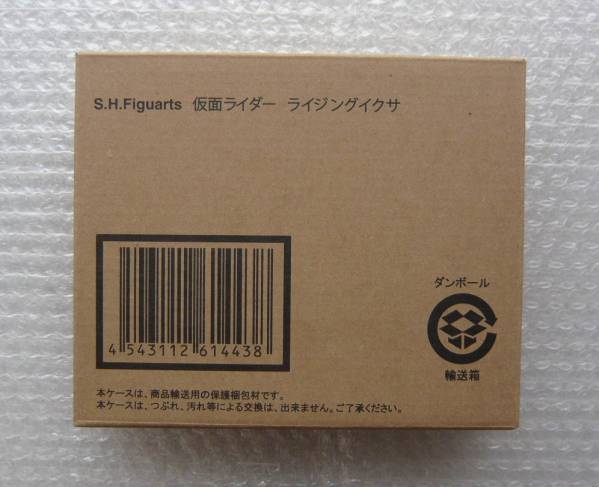 S.H.Figuarts 仮面ライダー ライジングイクサ
4 543112 614438
ダンボール
輸送箱
本ケースは、商品輸送用の保護梱包材です。
本ケースは、つぶれ、汚れ等による交換は、出来ません。ご了承ください。